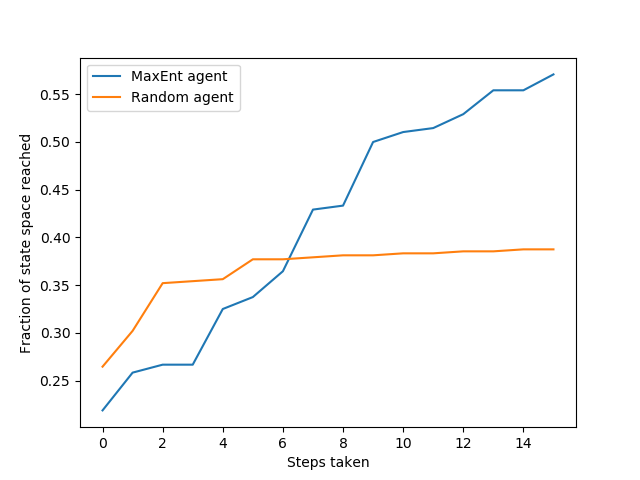 MaxEnt agent
Random agent
0.55
0.50
0.45
0.40
0.35
0.30
0.25
Fraction of state space reached
0 2 4 6 8 10 12 14
Steps taken